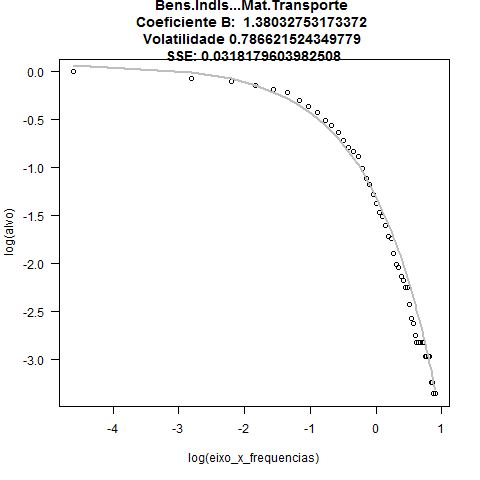 Bens.Indis...Mat.Transporte
Coeficiente B:  1.38032753173372
Volatilidade 0.786621524349779
SSE: 0.0318179603982508
0.0
-0.5
-1.0
-1.5
-2.0
-2.5
-3.0
log(alvo)
-4 -3 -2 -1 0 1
log(eixo_x_frequencias)